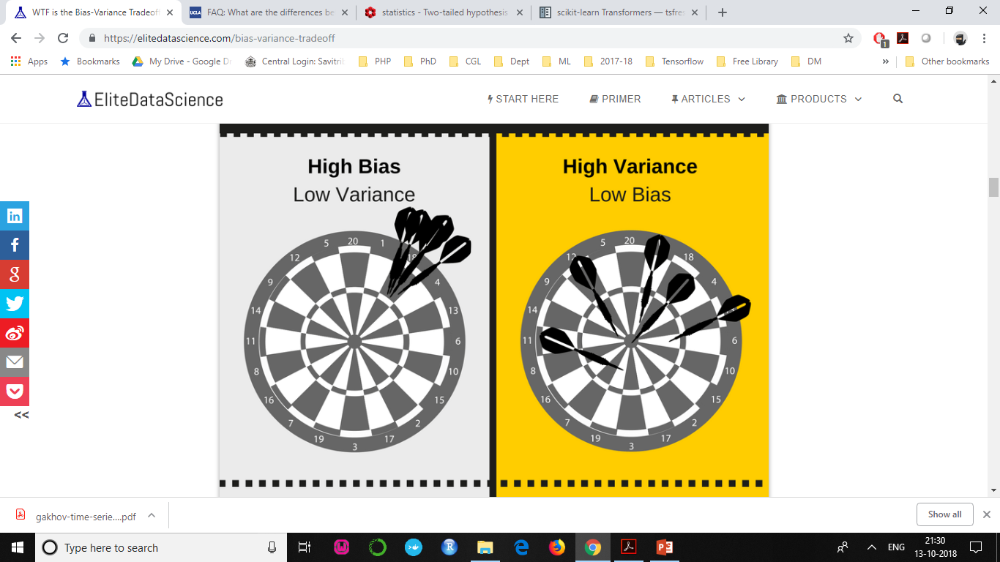 WTF is the Bias-Variance Tradeof
FAQ: What are the differences be
statistics - Two-tailed hypothesis
scikit-learn Transformers — tsfres
https://elitedatascience.com/bias-variance-tradeoff
1
Apps
Bookmarks
My Drive - Google Dr
Central Login: Savitrib
PHP
PhD
CGL
Dept
ML
2017-18
Tensorflow
Free Library
DM
»
Other bookmarks
EliteDataScience
START HERE
PRIMER
ARTICLES
PRODUCTS
High Bias
Low Variance
High Variance
Low Bias
20
1
18
4
13
6
10
15
2
17
3
19
7
16
8
11
14
9
12
5
20
18
4
6
10
15
2
17
3
19
7
16
8
11
14
9
12
5
<<
gakhov-time-serie....pdf
Show all
Type here to search
ENG
21:30
13-10-2018